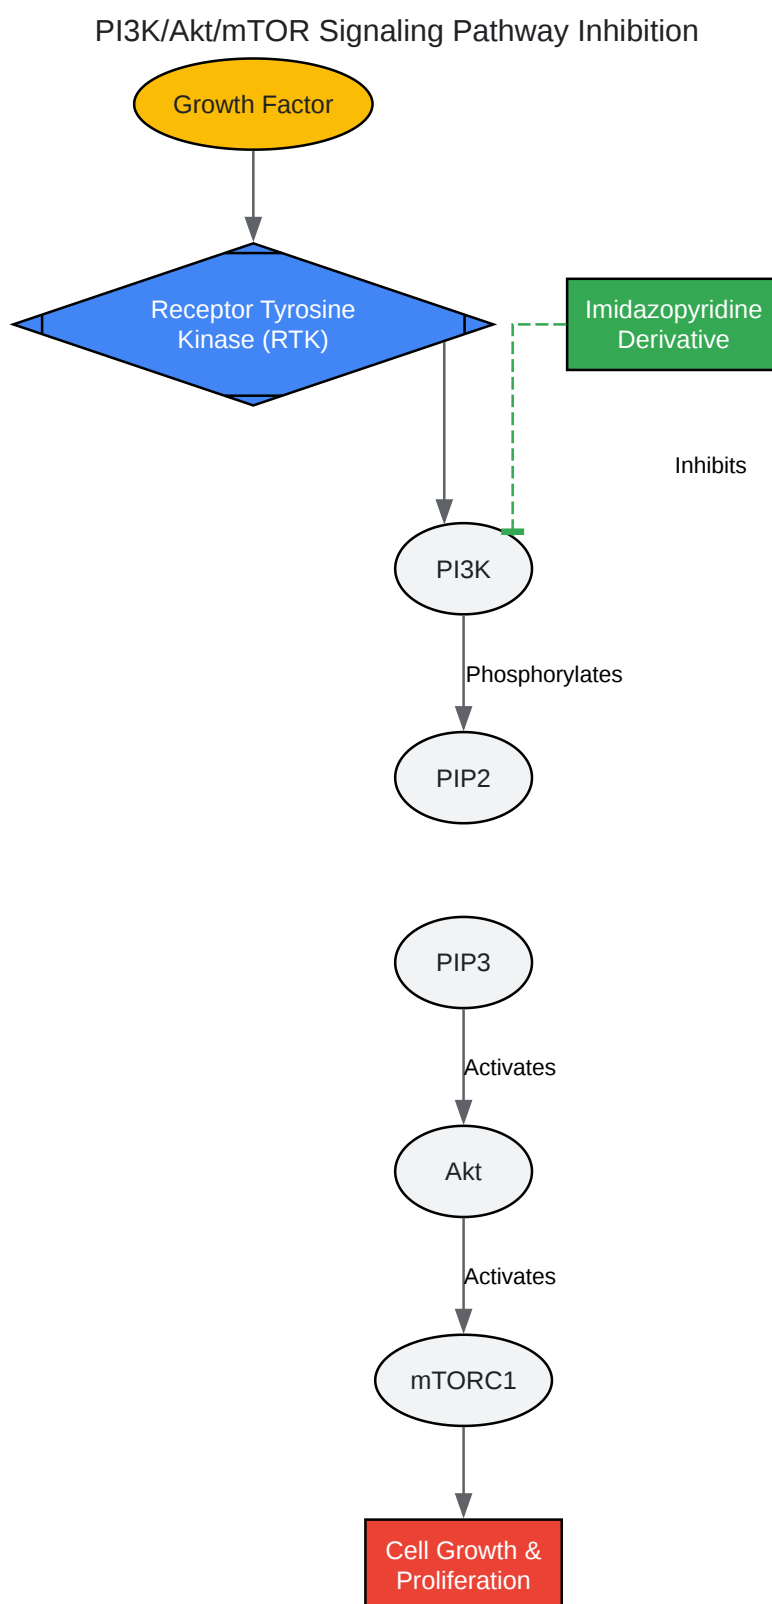 PI3K/Akt/mTOR Signaling Pathway Inhibition
Growth Factor
Receptor Tyrosine
Kinase (RTK)
Imidazopyridine
Derivative
Inhibits
PI3K
Phosphorylates
PIP2
PIP3
Activates
Akt
Activates
mTORC1
Cell Growth &
Proliferation